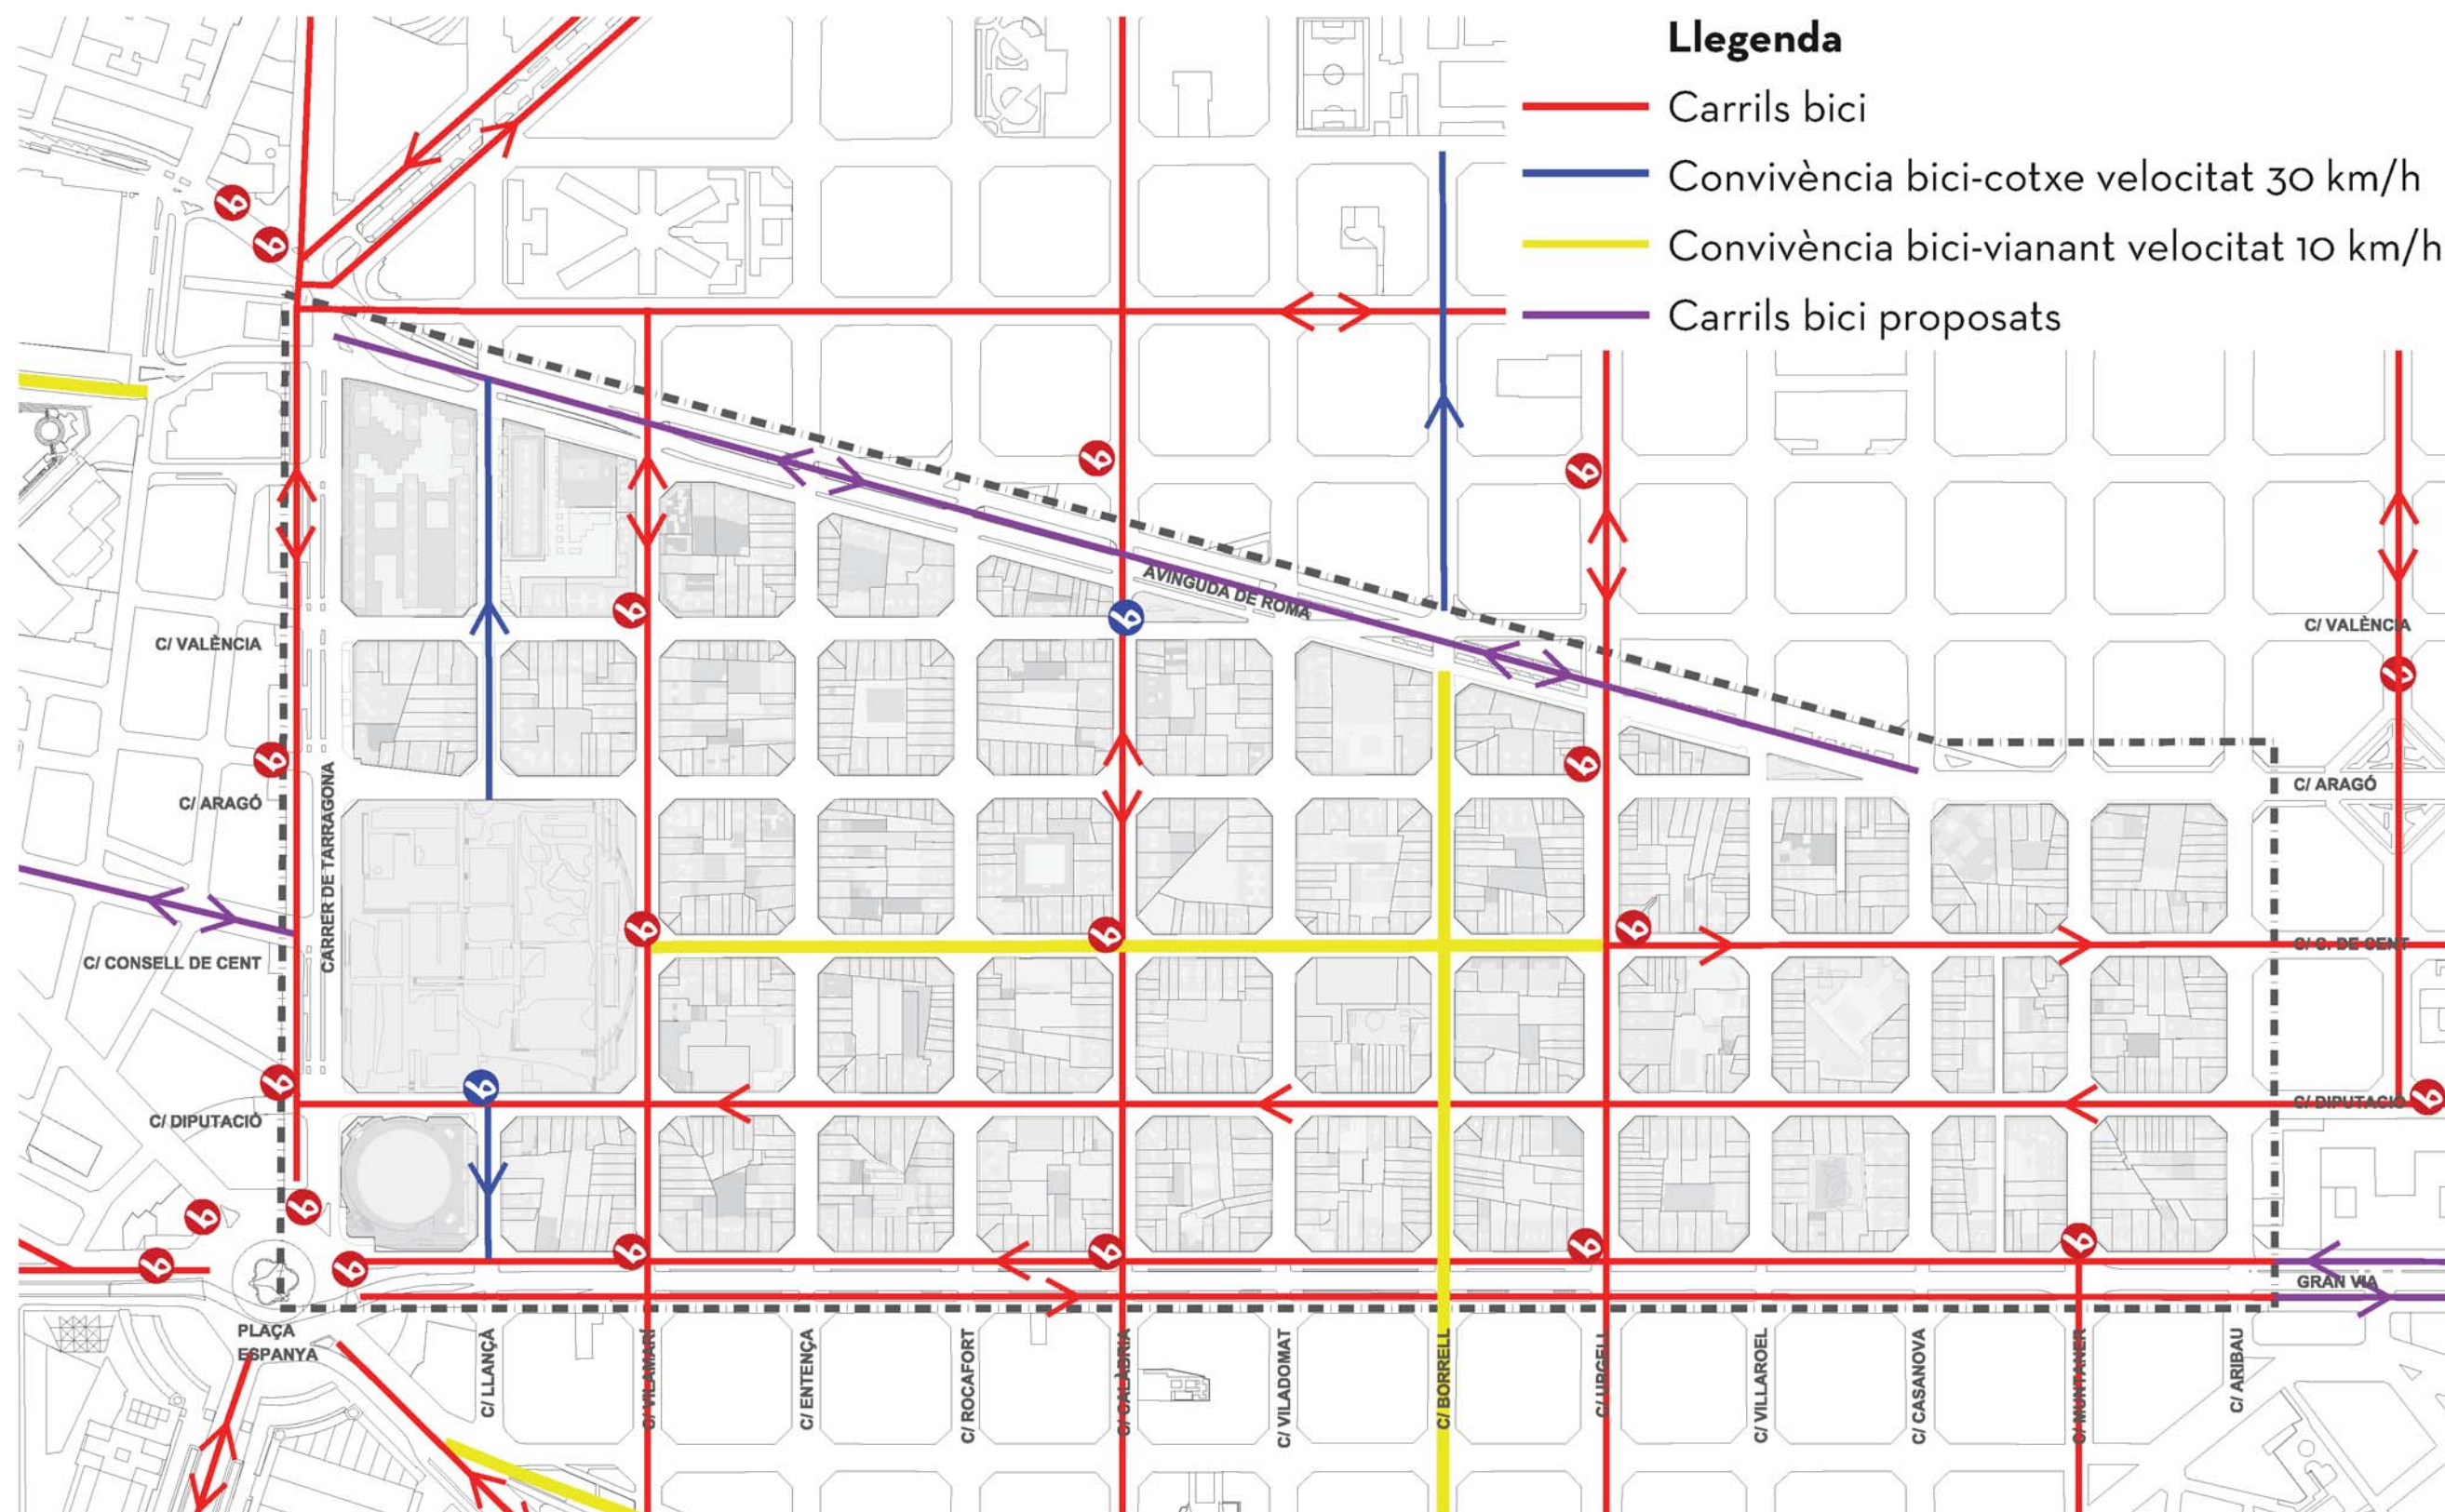 Llegenda
Carrils bici
Convivència bici-cotxe velocitat 30 km/h
Convivència bici-vianant velocitat 10 km/h
Carrils bici proposats
AVINGUDA DE ROMA
C/ VALÈNCIA
C/ VALÈNCIA
C/ ARAGÓ
C/ ARAGÓ
CARRER DE TARRAGONA
C/ CONSELL DE CENT
C/ C. DE CENT
C/ DIPUTACIÓ
C/ DIPUTACIÓ
GRAN VIA
PLAÇA
ESPANYA
C/ LLANÇÀ
C/ VILAMARÍ
C/ ENTENÇA
C/ ROCAFORT
C/ CALÀBRIA
C/ VILADOMAT
C/ BORRELL
C/ URGELL
C/ VILLAROEL
C/ CASANOVA
C/ MUNTANER
C/ ARIBAU